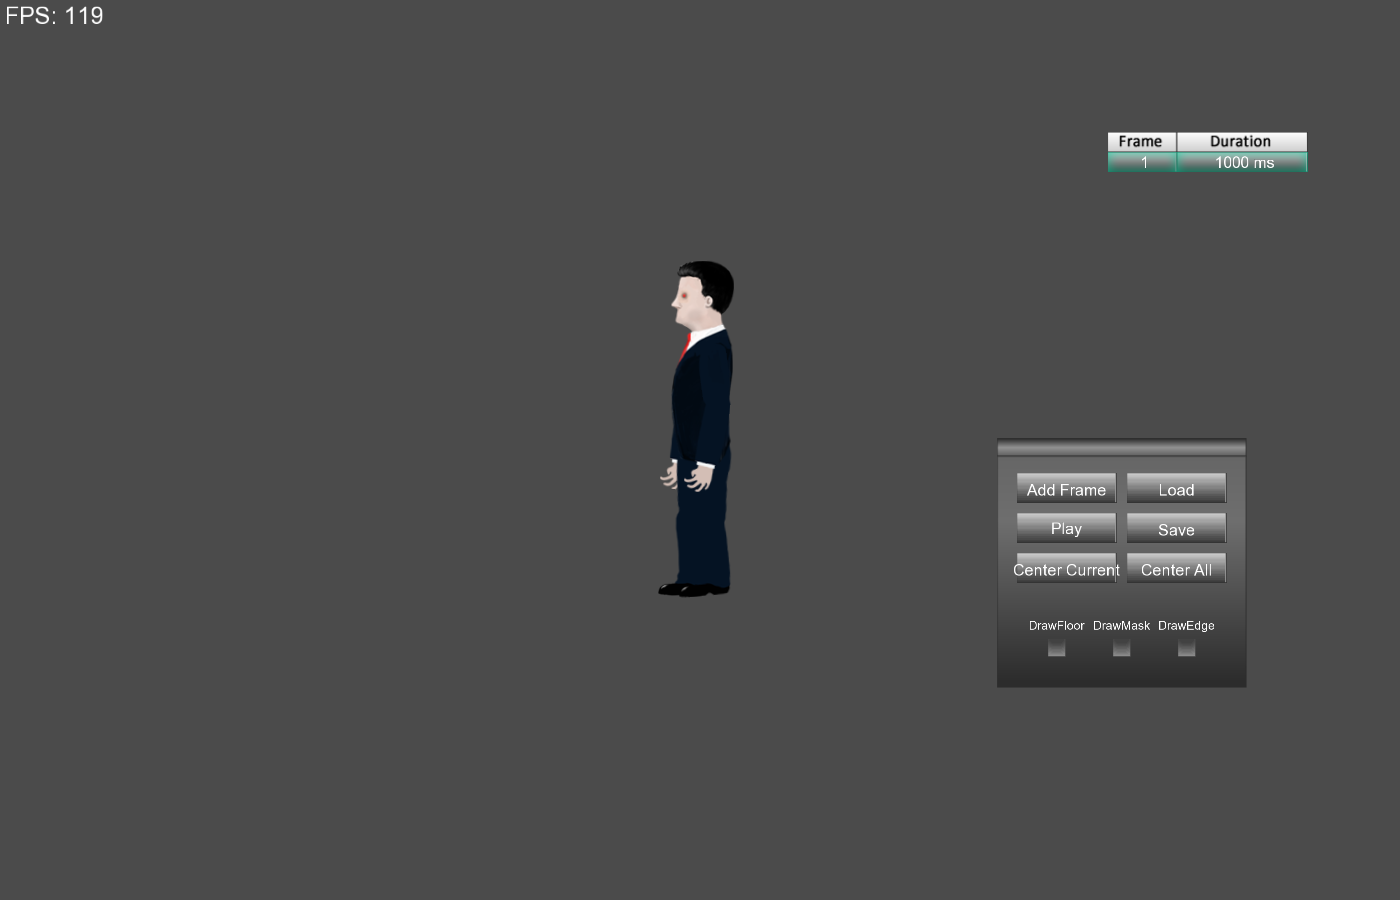 FPS: 119
Frame Duration
1 1000 ms
Add Frame Load
Play Save
Center Current Center All
DrawFloor DrawMask DrawEdge